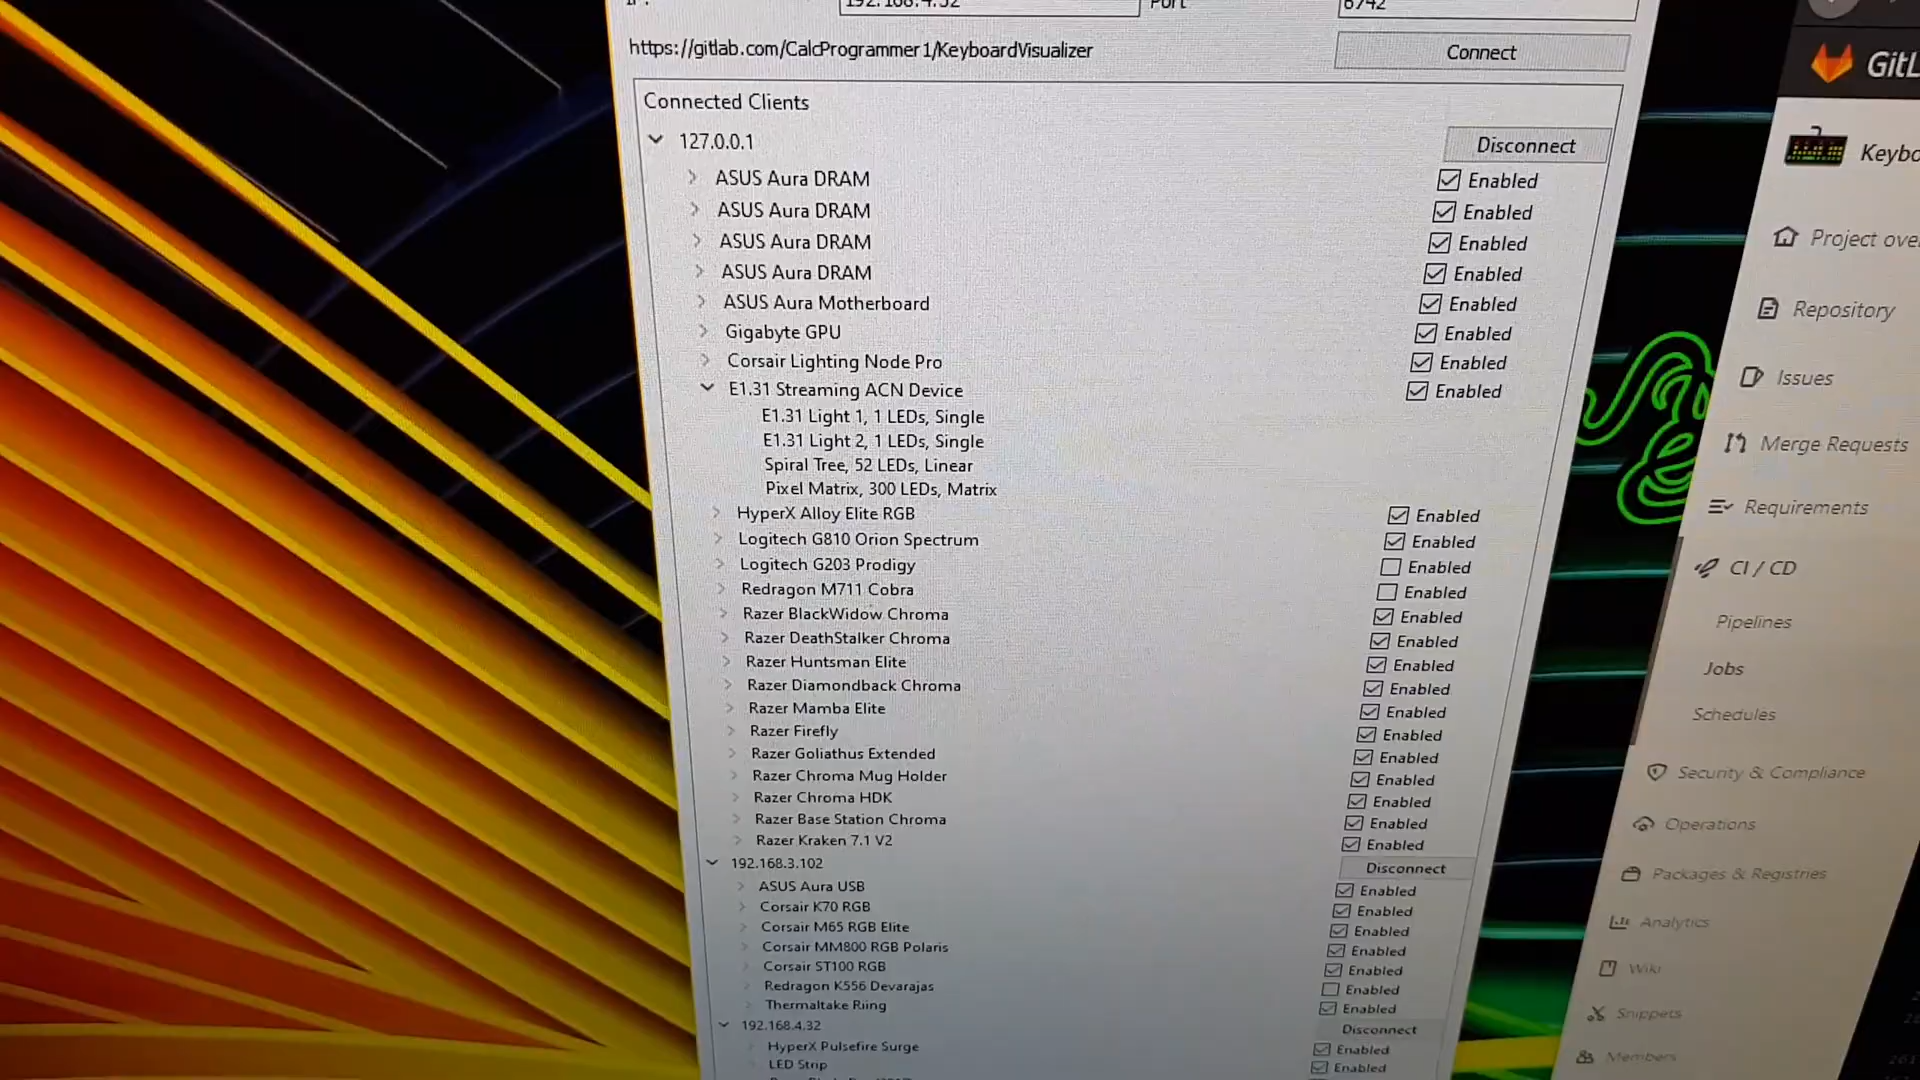 192.168.4.32 Port 6742
https://gitlab.com/CalcProgrammer1/KeyboardVisualizer Connect
Connected Clients
127.0.0.1 Disconnect
ASUS Aura DRAM Enabled
ASUS Aura DRAM Enabled
ASUS Aura DRAM Enabled
ASUS Aura DRAM Enabled
ASUS Aura Motherboard Enabled
Gigabyte GPU Enabled
Corsair Lighting Node Pro Enabled
E1.31 Streaming ACN Device Enabled
E1.31 Light 1, 1 LEDs, Single
E1.31 Light 2, 1 LEDs, Single
Spiral Tree, 52 LEDs, Linear
Pixel Matrix, 300 LEDs, Matrix
HyperX Alloy Elite RGB Enabled
Logitech G810 Orion Spectrum Enabled
Logitech G203 Prodigy Enabled
Redragon M711 Cobra Enabled
Razer BlackWidow Chroma Enabled
Razer DeathStalker Chroma Enabled
Razer Huntsman Elite Enabled
Razer Diamondback Chroma Enabled
Razer Mamba Elite Enabled
Razer Firefly Enabled
Razer Goliathus Extended Enabled
Razer Chroma Mug Holder Enabled
Razer Chroma HDK Enabled
Razer Base Station Chroma Enabled
Razer Kraken 7.1 V2 Enabled
192.168.3.102 Disconnect
ASUS Aura USB Enabled
Corsair K70 RGB Enabled
Corsair M65 RGB Elite Enabled
Corsair MM800 RGB Polaris Enabled
Corsair ST100 RGB Enabled
Redragon K556 Devarajas Enabled
Thermaltake Riing Enabled
192.168.4.32 Disconnect
HyperX Pulsefire Surge Enabled
LED Strip Enabled
GitL
Keybo
Project ove
Repository
Issues
Merge Requests
Requirements
CI / CD
Pipelines
Jobs
Schedules
Security & Compliance
Operations
Packages & Registries
Analytics
Wiki
Snippets
Members